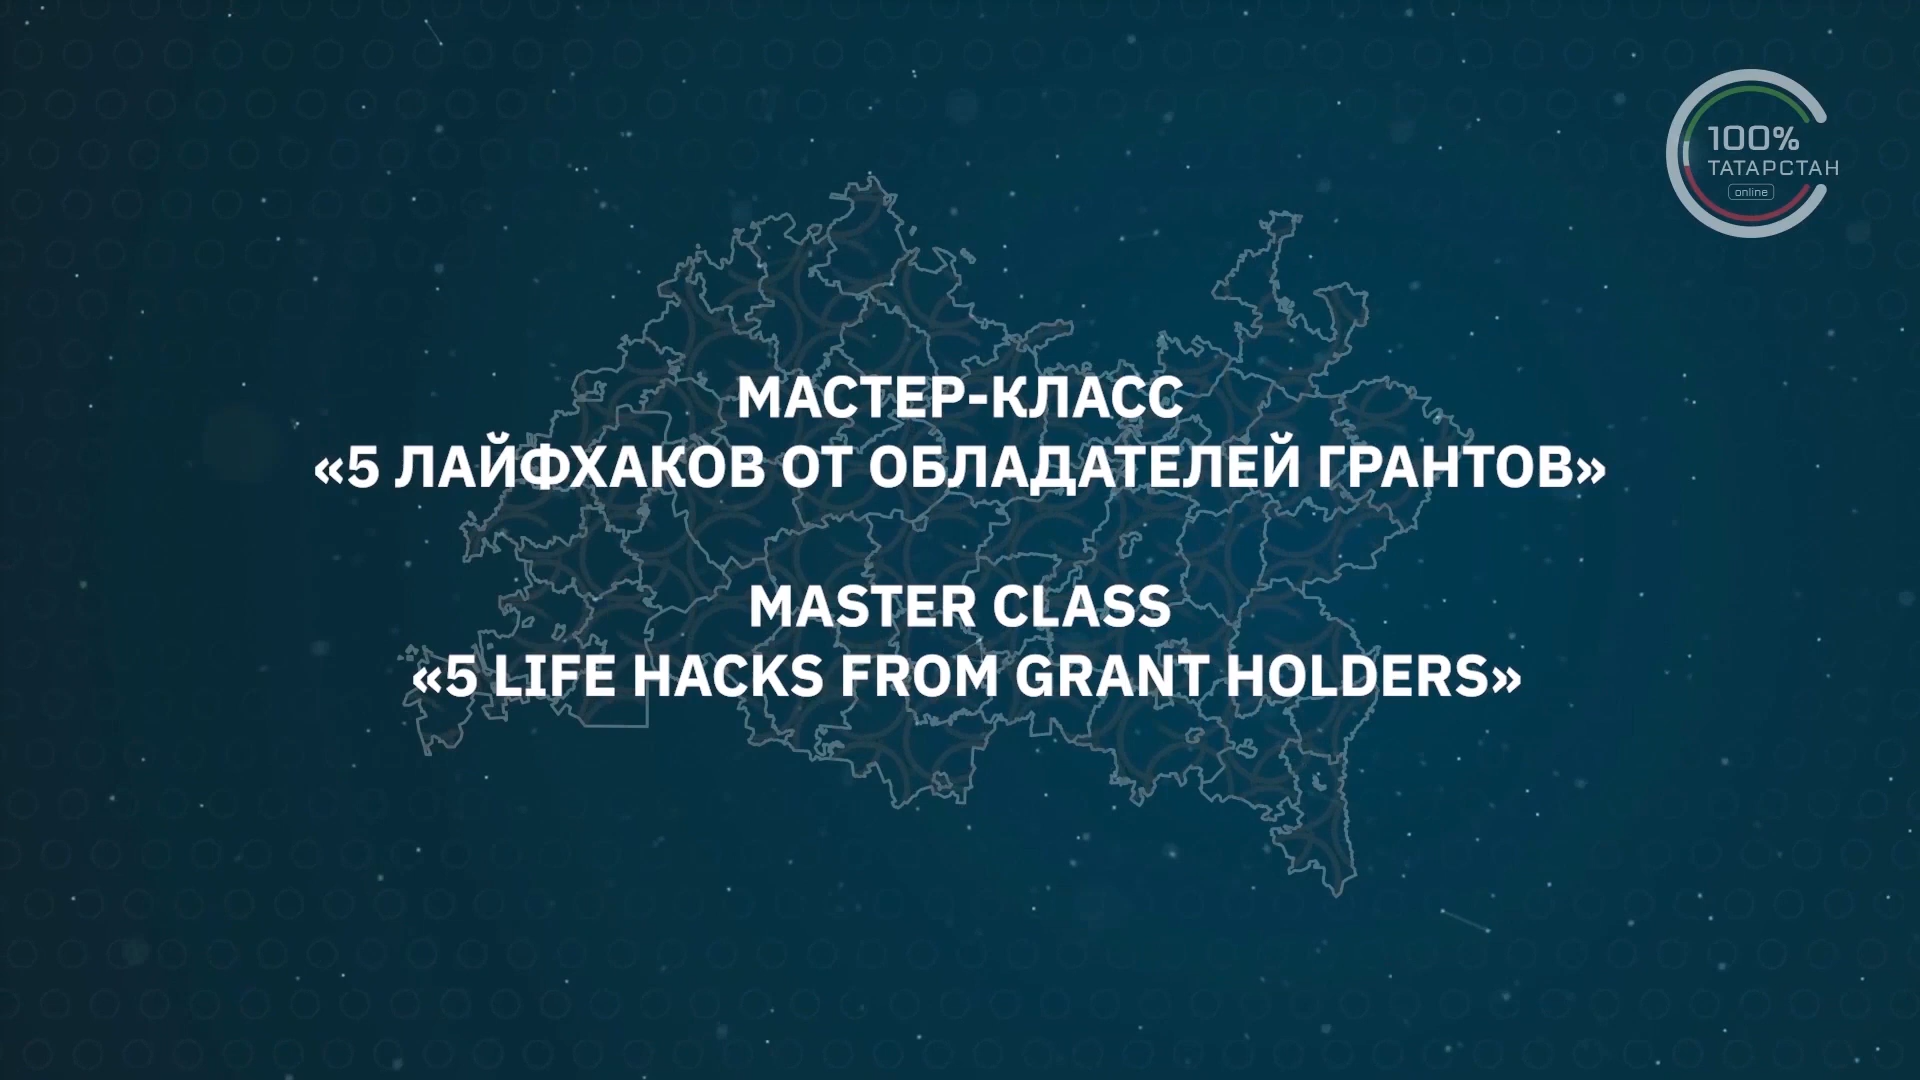 100%
ТАТАРСТАН
online
МАСТЕР-КЛАСС
«5 ЛАЙФХАКОВ ОТ ОБЛАДАТЕЛЕЙ ГРАНТОВ»
MASTER CLASS
«5 LIFE HACKS FROM GRANT HOLDERS»